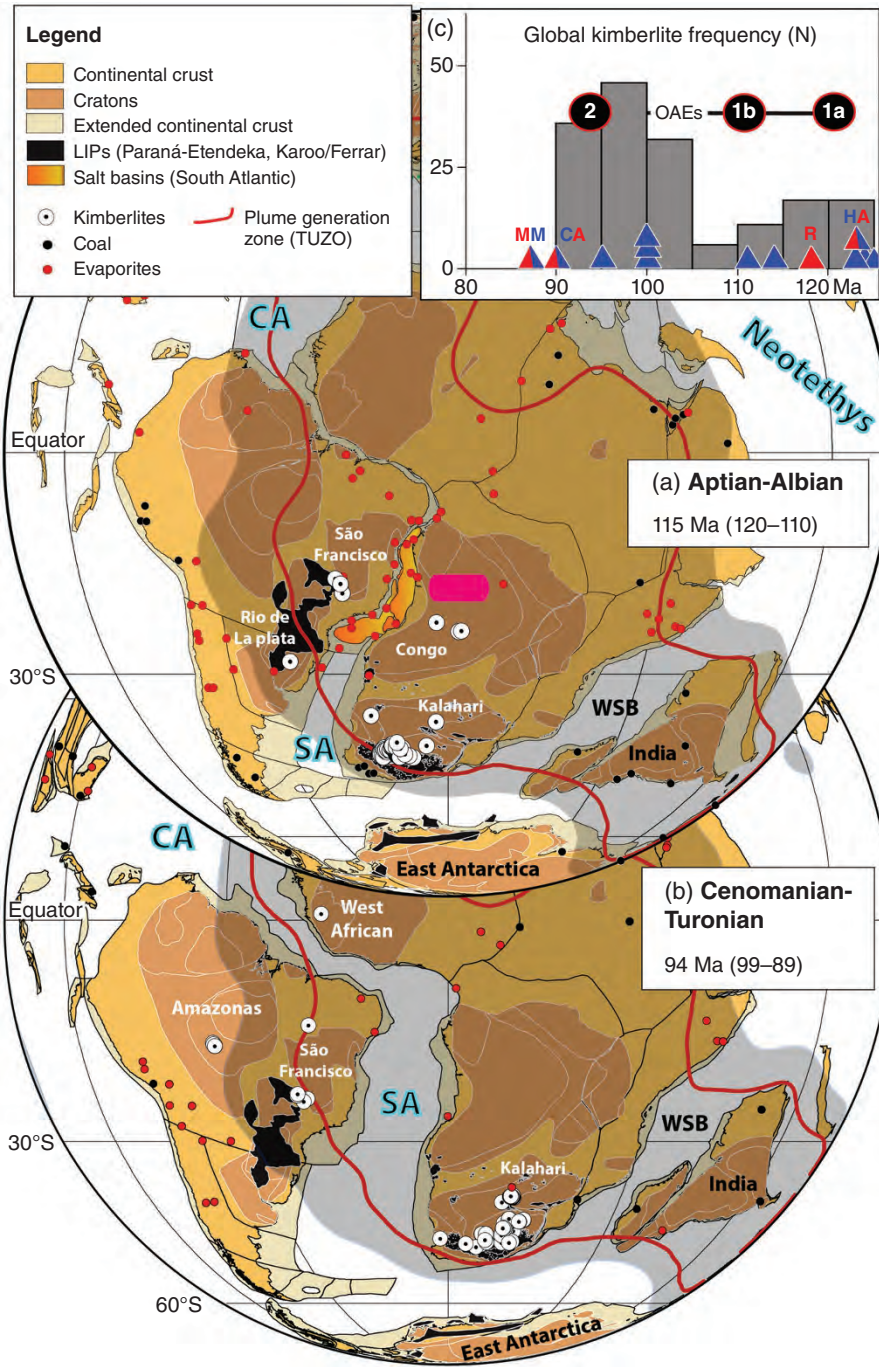 Legend
Continental crust
Cratons
Extended continental crust
LIPs (Paraná-Etendeka, Karoo/Ferrar)
Salt basins (South Atlantic)
Kimberlites
Coal
Evaporites
Plume generation
zone (TUZO)
(c)
Global kimberlite frequency (N)
50
25
0
2
OAEs
1b
1a
MM
CA
R
HA
80
90
100
110
120 Ma
CA
Neotethys
Equator
(a) Aptian-Albian
115 Ma (120–110)
São
Francisco
Rio de
La plata
Congo
30°S
Kalahari
WSB
SA
India
East Antarctica
CA
(b) Cenomanian-
Turonian
94 Ma (99–89)
Equator
West
African
Amazonas
São
Francisco
SA
WSB
30°S
Kalahari
India
60°S
East Antarctica